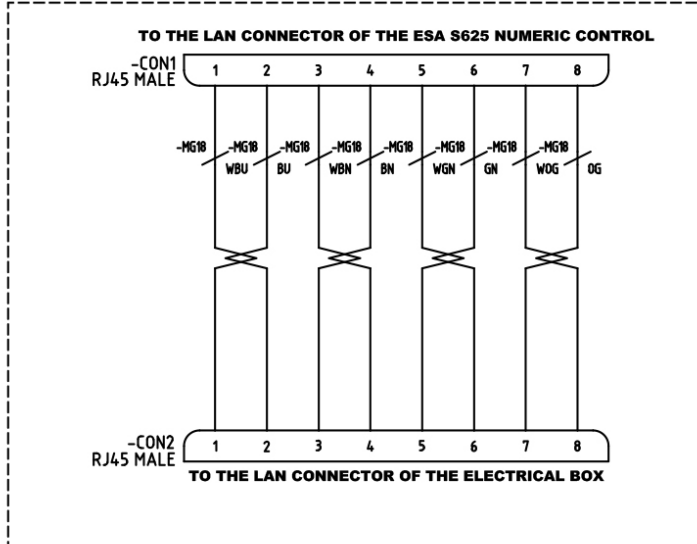 TO THE LAN CONNECTOR OF THE ESA S625 NUMERIC CONTROL
-CON1
RJ45 MALE
1 2 3 4 5 6 7 8
-MG18 -MG18 -MG18 -MG18 -MG18 -MG18 -MG18 -MG18
WBU BU WBN BN WGN GN WOG OG
-CON2
RJ45 MALE
1 2 3 4 5 6 7 8
TO THE LAN CONNECTOR OF THE ELECTRICAL BOX